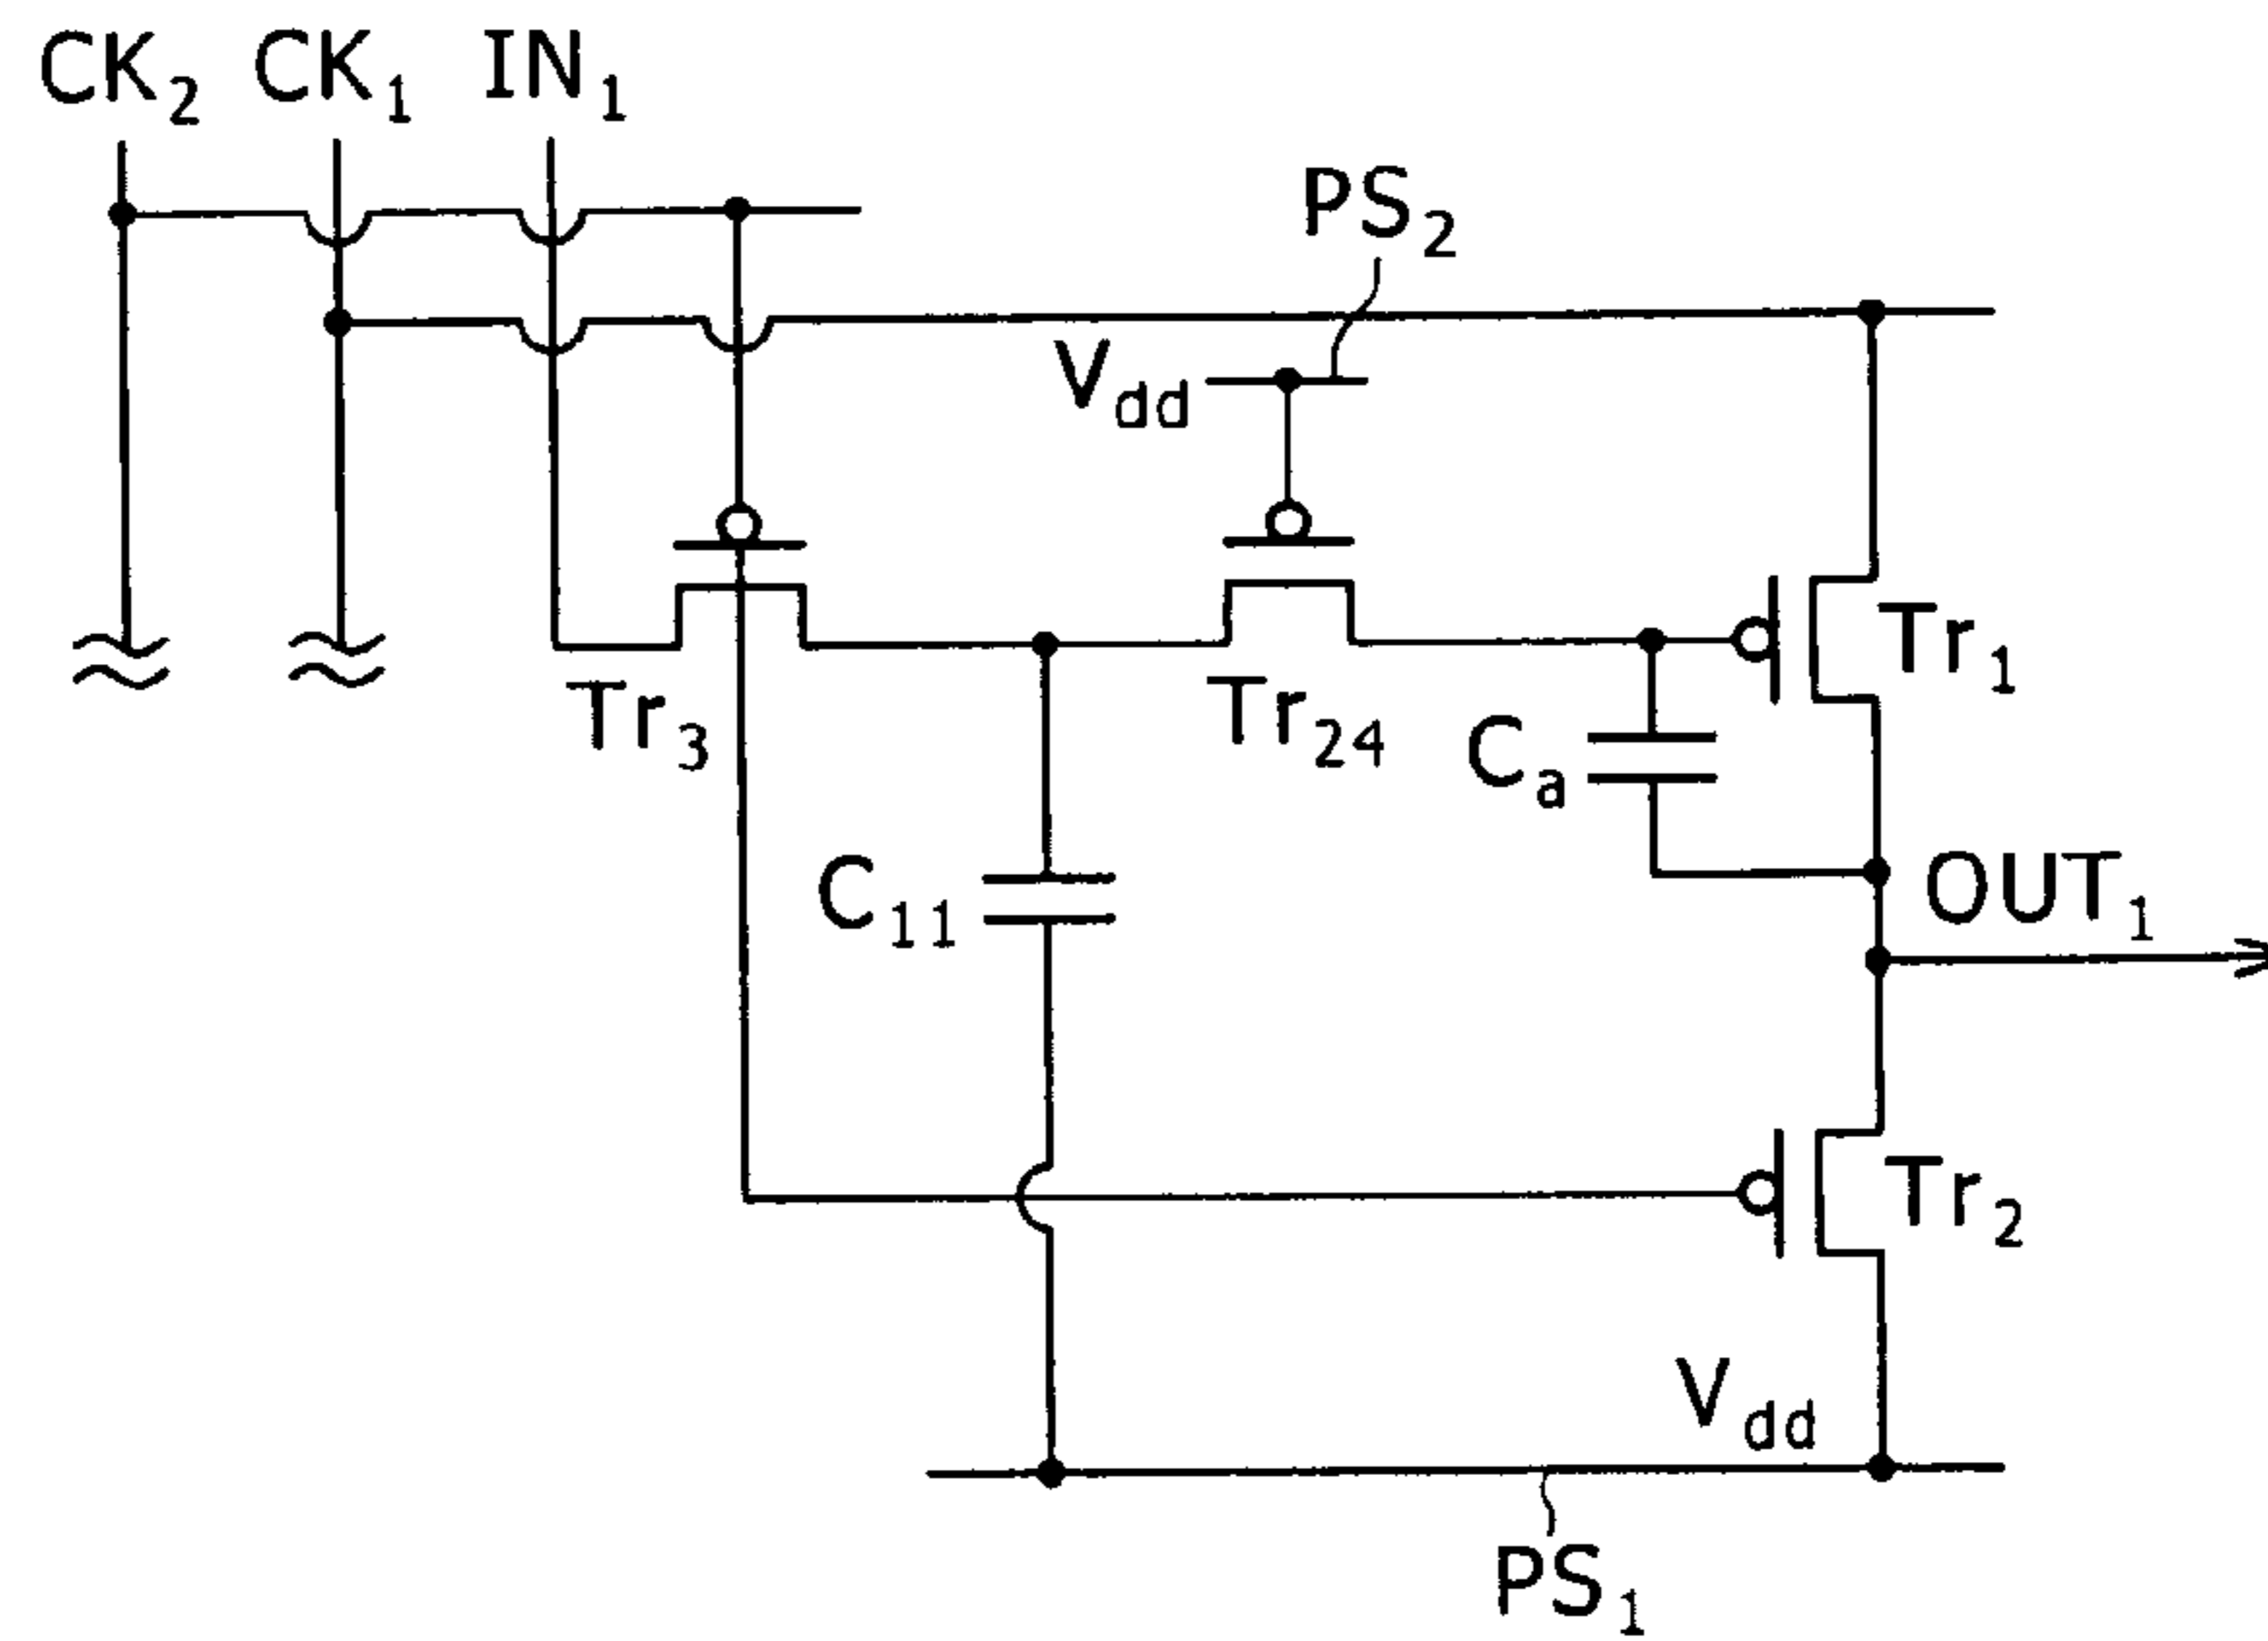 CK2 CK1 IN1
PS2
Vdd
Tr1
Tr3
Tr24
Ca
C11
OUT1
Tr2
Vdd
PS1